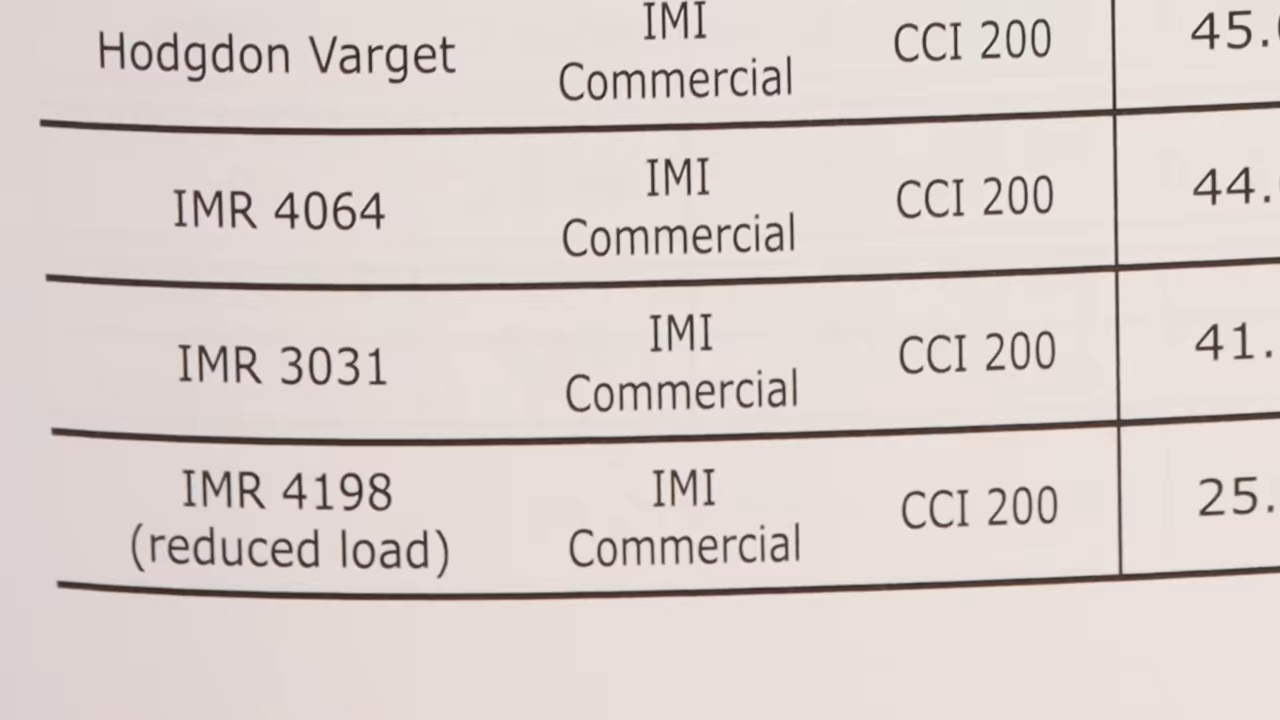 Hodgdon Varget IMI Commercial CCI 200 45.
IMR 4064 IMI Commercial CCI 200 44.
IMR 3031 IMI Commercial CCI 200 41.
IMR 4198 (reduced load) IMI Commercial CCI 200 25.